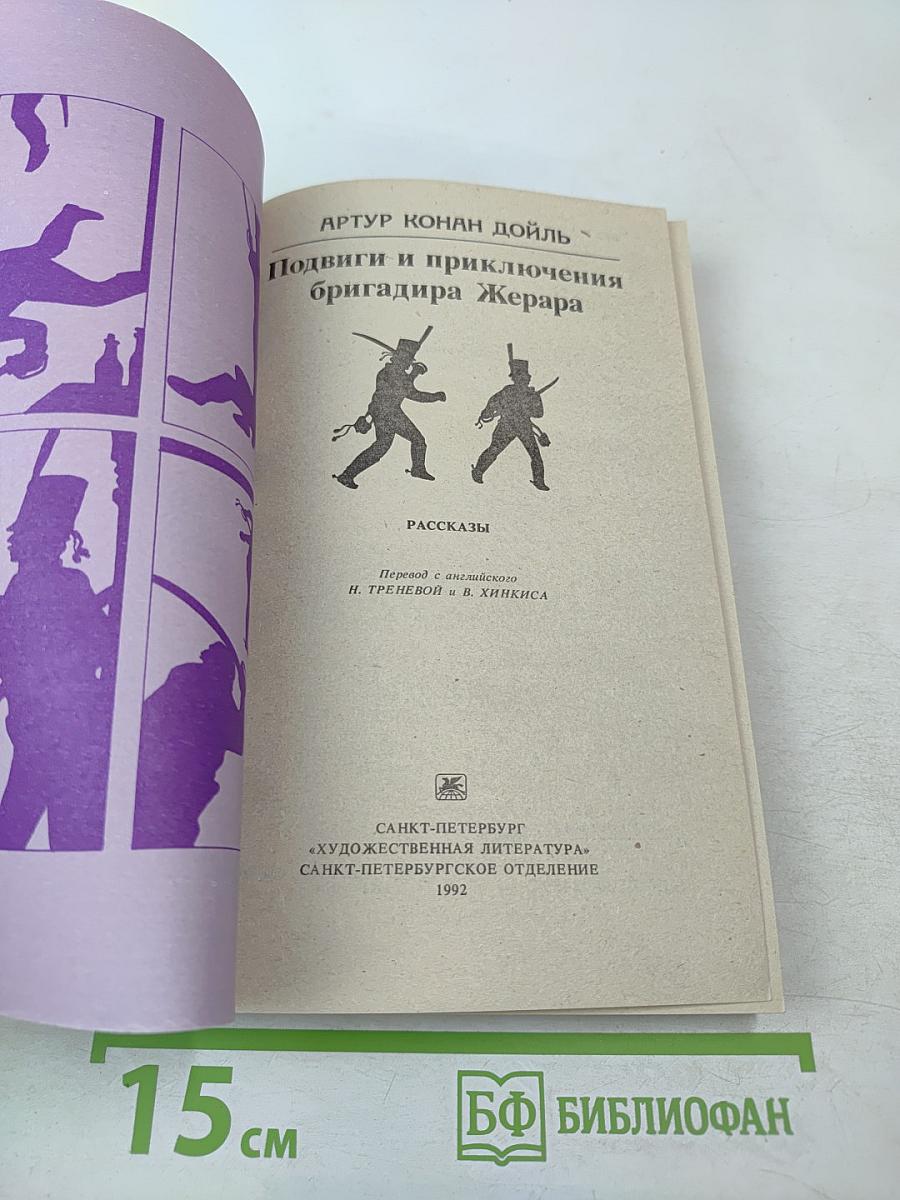 АРТУР КОНАН ДОЙЛЬ
Подвиги и приключения
бригадира Жерара
РАССКАЗЫ
Перевод с английского
Н. ТРЕНЕВОЙ и В. ХИНКИСА
САНКТ-ПЕТЕРБУРГ
«ХУДОЖЕСТВЕННАЯ ЛИТЕРАТУРА»
САНКТ-ПЕТЕРБУРГСКОЕ ОТДЕЛЕНИЕ
1992
15 см
БФ БИБЛИОФАН